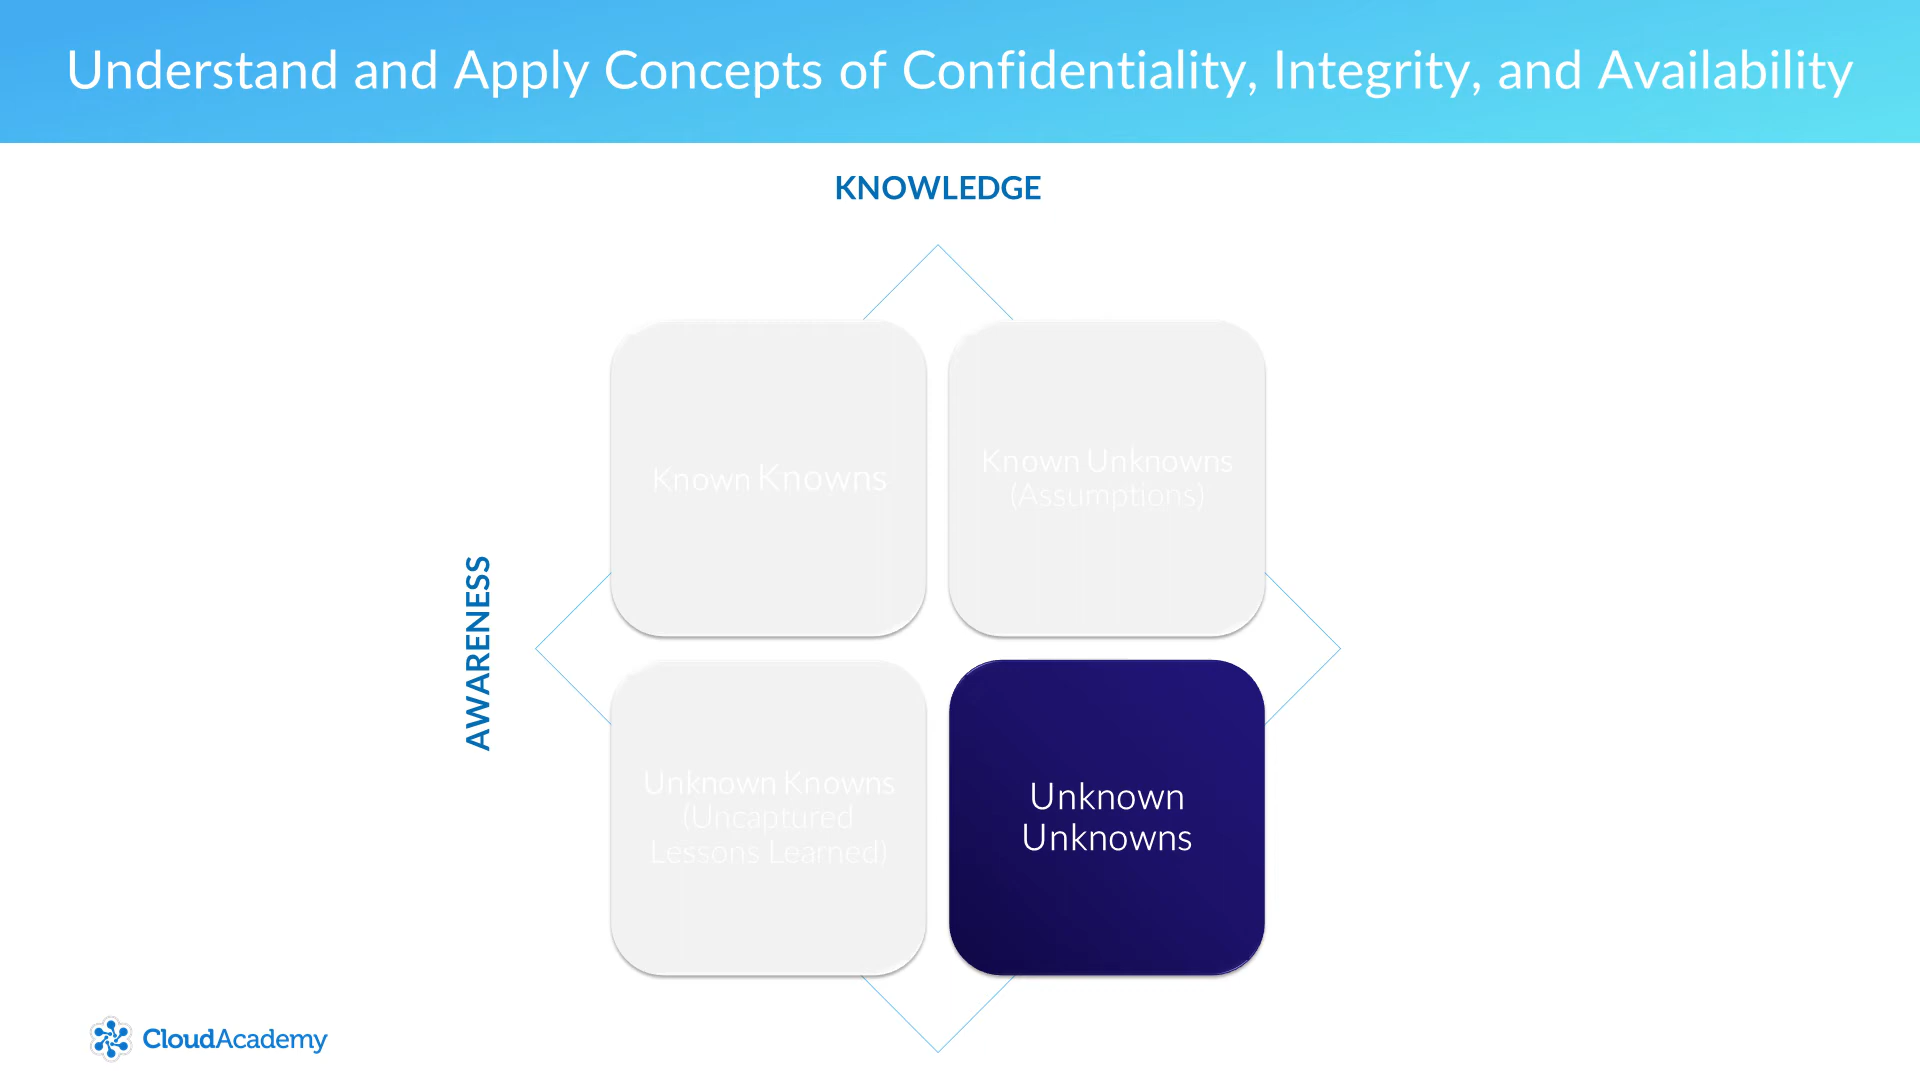 Understand and Apply Concepts of Confidentiality, Integrity, and Availability
KNOWLEDGE
AWARENESS
Known Knowns
Known Unknowns
(Assumptions)
Unknown Knowns
(Uncaptured
Lessons Learned)
Unknown
Unknowns
CloudAcademy